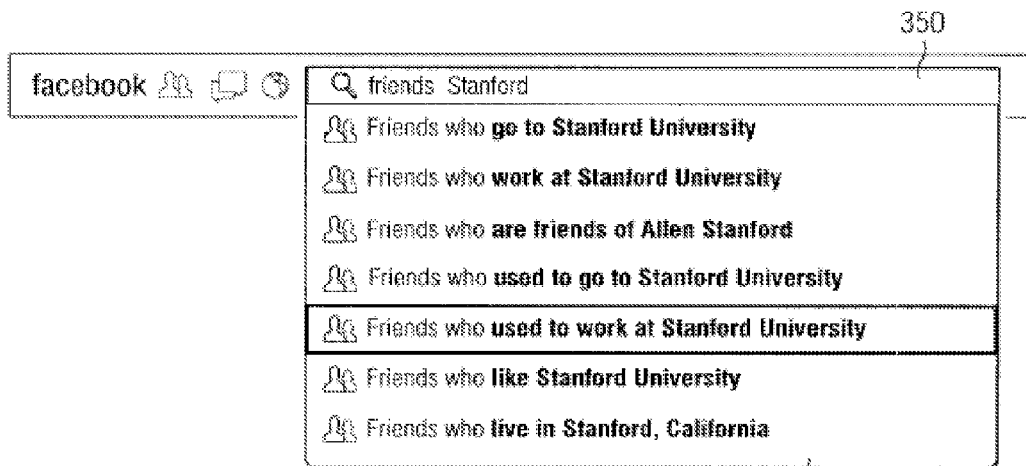 350
facebook
friends Stanford
Friends who go to Stanford University
Friends who work at Stanford University
Friends who are friends of Allen Stanford
Friends who used to go to Stanford University
Friends who used to work at Stanford University
Friends who like Stanford University
Friends who live in Stanford, California